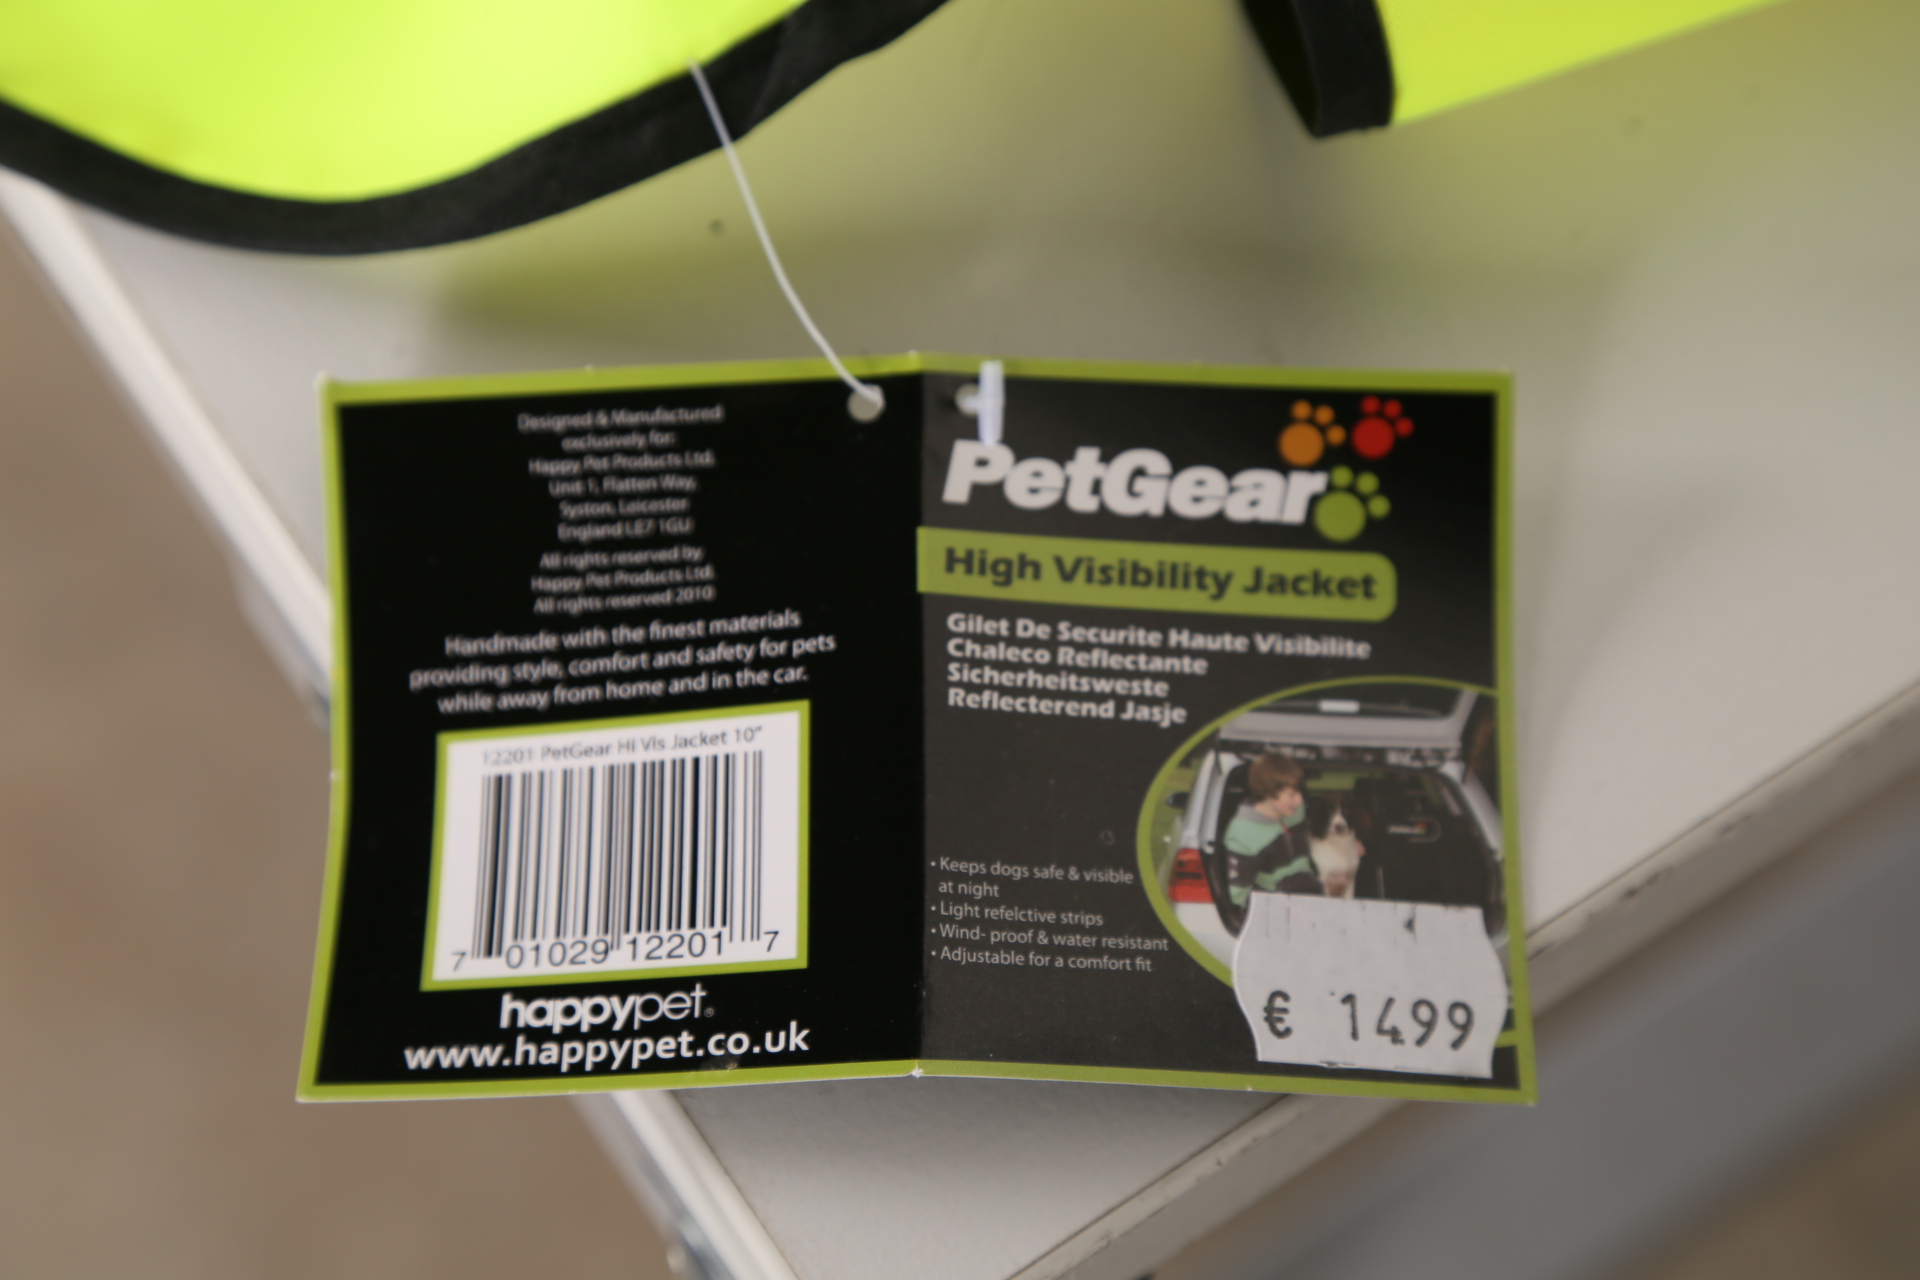 Designed & Manufactured
exclusively for:
Happy Pet Products Ltd.
Unit 1, Flatten Way,
Syston, Leicester
England LE7 1GU
All rights reserved by
Happy Pet Products Ltd.
All rights reserved 2010
Handmade with the finest materials
providing style, comfort and safety for pets
while away from home and in the car.
12201 PetGear Hi Vis Jacket 10"
7 01029 12201 7
happypet®
www.happypet.co.uk
PetGear
High Visibility Jacket
Gilet De Securite Haute Visibilite
Chaleco Reflectante
Sicherheitsweste
Reflecterend Jasje
• Keeps dogs safe & visible
at night
• Light refelctive strips
• Wind- proof & water resistant
• Adjustable for a comfort fit
€ 1499